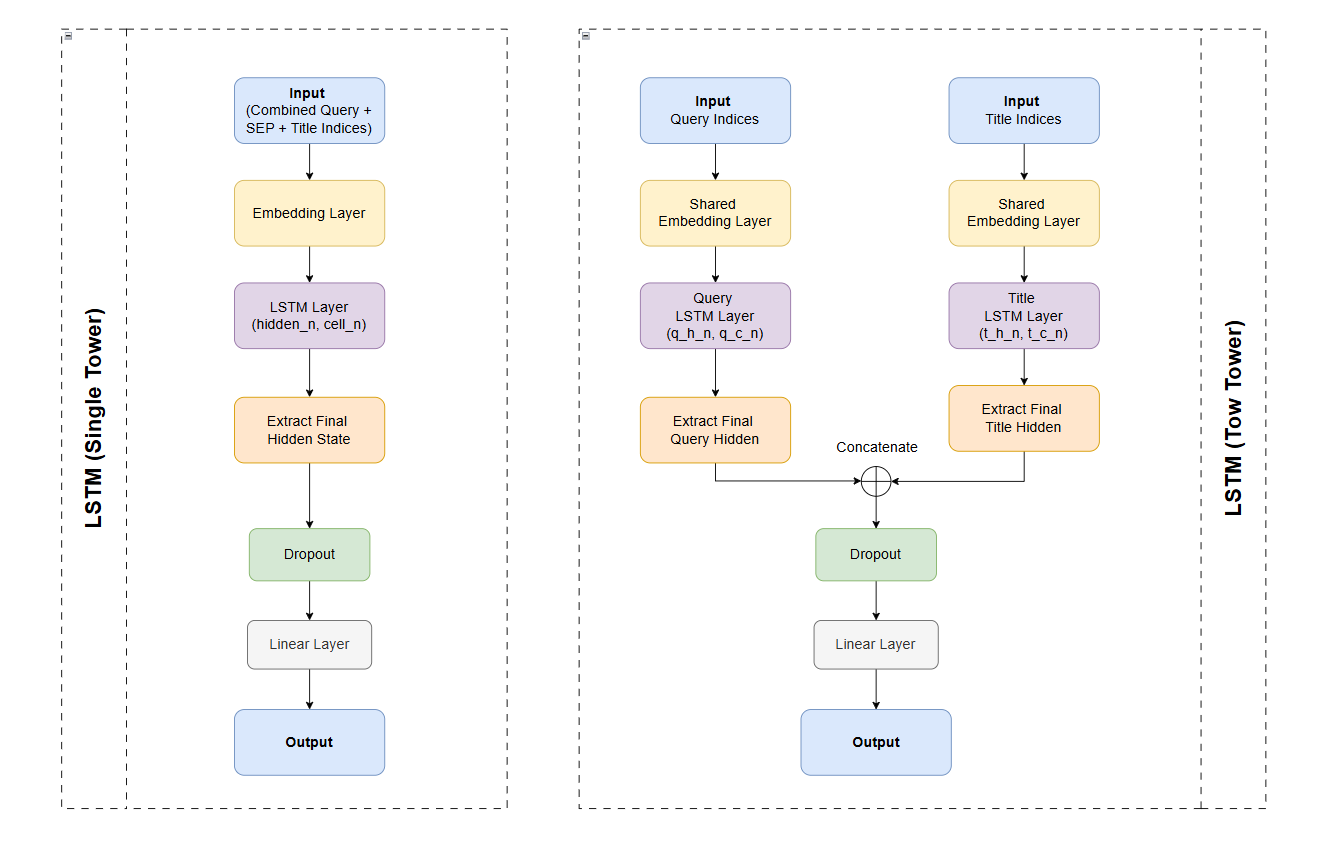 LSTM (Single Tower)
Input
(Combined Query +
SEP + Title Indices)
Embedding Layer
LSTM Layer
(hidden_n, cell_n)
Extract Final
Hidden State
Dropout
Linear Layer
Output
Input
Query Indices
Shared
Embedding Layer
Query
LSTM Layer
(q_h_n, q_c_n)
Extract Final
Query Hidden
Input
Title Indices
Shared
Embedding Layer
Title
LSTM Layer
(t_h_n, t_c_n)
Extract Final
Title Hidden
Concatenate
Dropout
Linear Layer
Output
LSTM (Tow Tower)